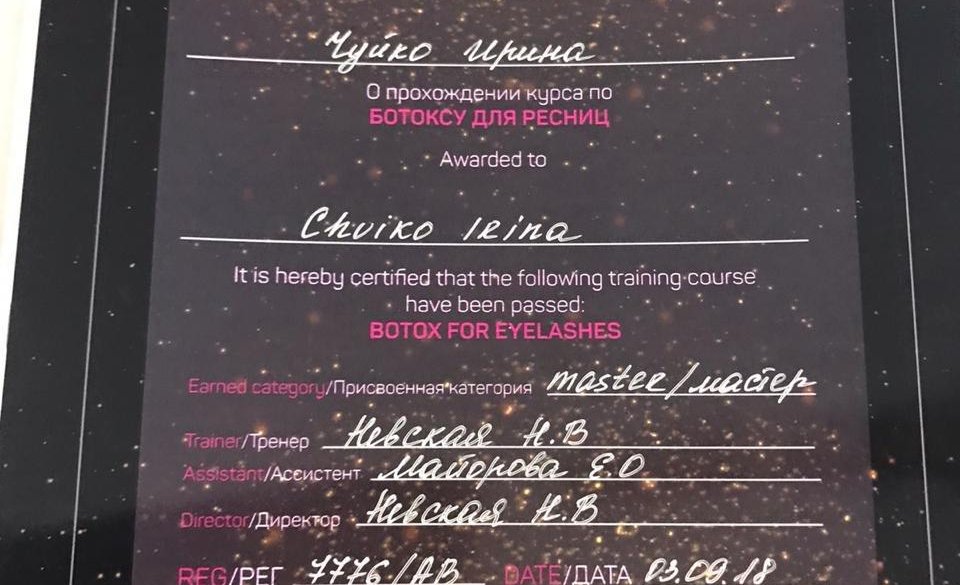 Чуйко Ирина
О прохождении курса по
БОТОКСУ ДЛЯ РЕСНИЦ
Awarded to
Chuiko Irina
It is hereby certified that the following training course
have been passed:
BOTOX FOR EYELASHES
Earned category/Присвоенная категория master/мастер
Trainer/Тренер Невская Н.В
Assistant/Ассистент Майорова Е.О
Director/Директор Невская Н.В
REG/РЕГ 7776/АВ DATE/ДАТА 03.09.18